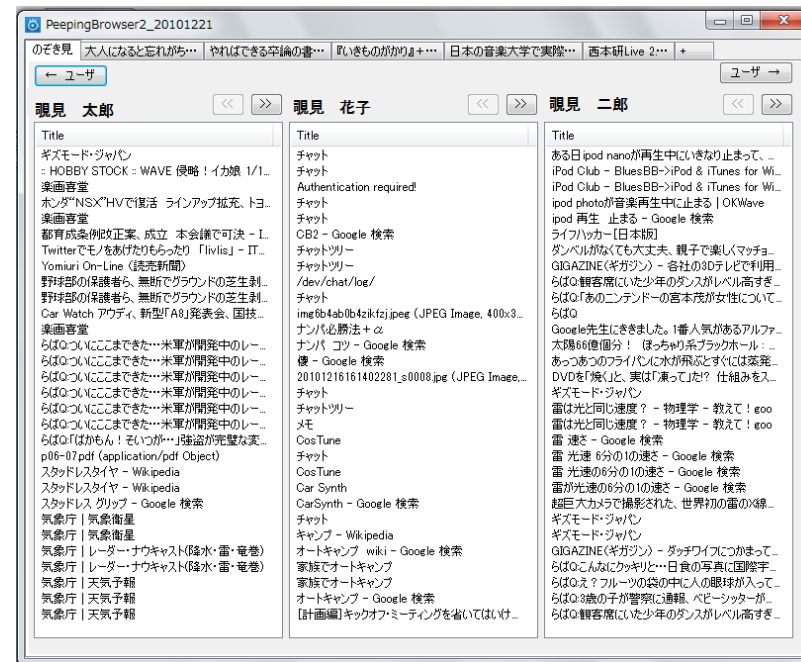 PeepingBrowser2_20101221
のぞき見
大人になると忘れがち…
やればできる卒論の書…
『いきものがかり』+…
日本の音楽大学で実際…
西本研Live 2…
+
← ユーザ
ユーザ →
覗見 太郎
<<
>>
覗見 花子
<<
>>
覗見 二郎
<<
>>
Title
ギズモード・ジャパン
:: HOBBY STOCK :: WAVE 侵略！イカ娘 1/1...
楽画喜堂
ホンダ“NSX”HVで復活 ラインアップ拡充、トヨ...
楽画喜堂
都育成条例改正案、成立 本会議で可決 - I...
Twitterでモノをあげたりもらったり 「livlis」 - IT...
Yomiuri On-Line (読売新聞)
野球部の保護者ら、無断でグラウンドの芝生剥...
野球部の保護者ら、無断でグラウンドの芝生剥...
Car Watch アウディ、新型「A8」発表会、国技...
楽画喜堂
らばQ:ついにここまできた…米軍が開発中のレー...
らばQ:ついにここまできた…米軍が開発中のレー...
らばQ:ついにここまできた…米軍が開発中のレー...
らばQ:ついにここまできた…米軍が開発中のレー...
らばQ:ついにここまできた…米軍が開発中のレー...
らばQ:ついにここまできた…米軍が開発中のレー...
らばQ:「ばかもん！そいつが…」強盗が完璧な変...
p06-07.pdf (application/pdf Object)
スタッドレスタイヤ - Wikipedia
スタッドレスタイヤ - Wikipedia
スタッドレス グリップ - Google 検索
気象庁 | 気象衛星
気象庁 | 気象衛星
気象庁 | レーダー・ナウキャスト(降水・雷・竜巻)
気象庁 | レーダー・ナウキャスト(降水・雷・竜巻)
気象庁 | 天気予報
気象庁 | 天気予報
気象庁 | 天気予報
Title
チャット
チャット
Authentication required!
チャット
チャット
CB2 - Google 検索
チャットツリー
チャットツリー
/dev/chat/log/
チャット
img6b4ab0b4zikfzj.jpeg (JPEG Image, 400x3...
ナンパ必勝法+α
ナンパ コツ - Google 検索
儂 - Google 検索
20101216161402281_s0008.jpg (JPEG Image,...
チャット
チャットツリー
メモ
CosTune
チャット
CosTune
Car Synth
CarSynth - Google 検索
チャット
キャンプ - Wikipedia
オートキャンプ wiki - Google 検索
家族でオートキャンプ
家族でオートキャンプ
オートキャンプ - Google 検索
[計画編]キックオフ・ミーティングを省いてはいけ...
Title
ある日ipod nanoが再生中にいきなり止まって、...
iPod Club - BluesBB->iPod & iTunes for Wi...
iPod Club - BluesBB->iPod & iTunes for Wi...
ipod photoが音楽再生中に止まる | OKWave
ipod 再生 止まる - Google 検索
ライフハッカー[日本版]
ダンベルがなくても大丈夫、親子で楽しくマッチョ...
GIGAZINE(ギガジン) - 各社の3Dテレビで利用...
らばQ:観客席にいた少年のダンスがレベル高すぎ...
らばQ:「あのニンテンドーの宮本茂が女性について...
らばQ
Google先生にききました。1番人気があるアルファ...
太陽66億個分！ (ぽっちゃり系ブラックホール：...
あっつあつのフライパンに水が飛ぶとすぐには蒸発...
DVDを「焼く」と、実は「凍って」た!? 仕組みをス...
ギズモード・ジャパン
雷は光と同じ速度？ - 物理学 - 教えて！goo
雷は光と同じ速度？ - 物理学 - 教えて！goo
雷 速さ - Google 検索
雷 光速 6分の1の速さ - Google 検索
雷 光速の6分の1の速さ - Google 検索
雷が光速の6分の1の速さ - Google 検索
超巨大カメラで撮影された、世界初の雷のX線...
ギズモード・ジャパン
ギズモード・ジャパン
GIGAZINE(ギガジン) - ダッチワイフにつかまって...
らばQ:こんなにクッキリと…日食の写真に国際宇...
らばQ:え？フルーツの袋の中に人の眼球が入って...
らばQ:3歳の子が警察に通報、ベビーシッターが...
らばQ:観客席にいた少年のダンスがレベル高すぎ...